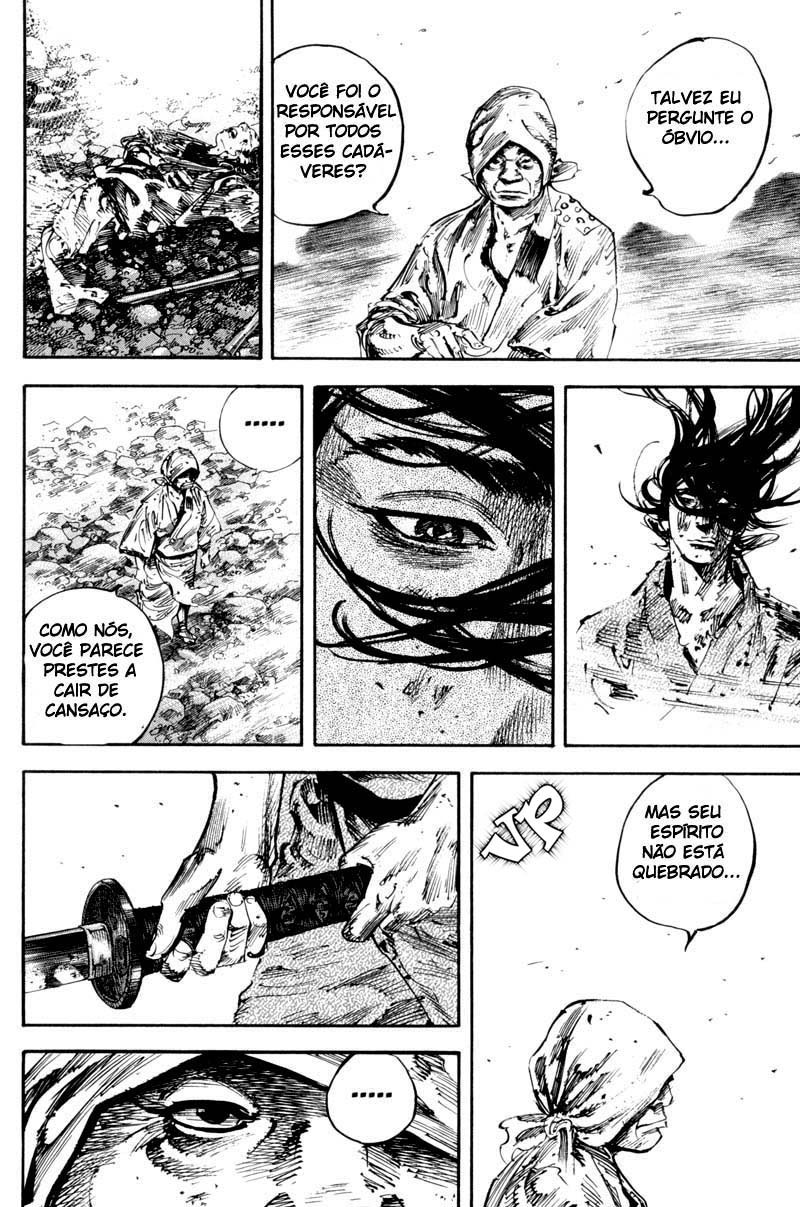 TALVEZ EU
PERGUNTE O
ÓBVIO...
VOCÊ FOI O
RESPONSÁVEL
POR TODOS
ESSES CADÁ-
VERES?
.....
COMO NÓS,
VOCÊ PARECE
PRESTES A
CAIR DE
CANSAÇO.
MAS SEU
ESPÍRITO
NÃO ESTÁ
QUEBRADO...
VP
.....